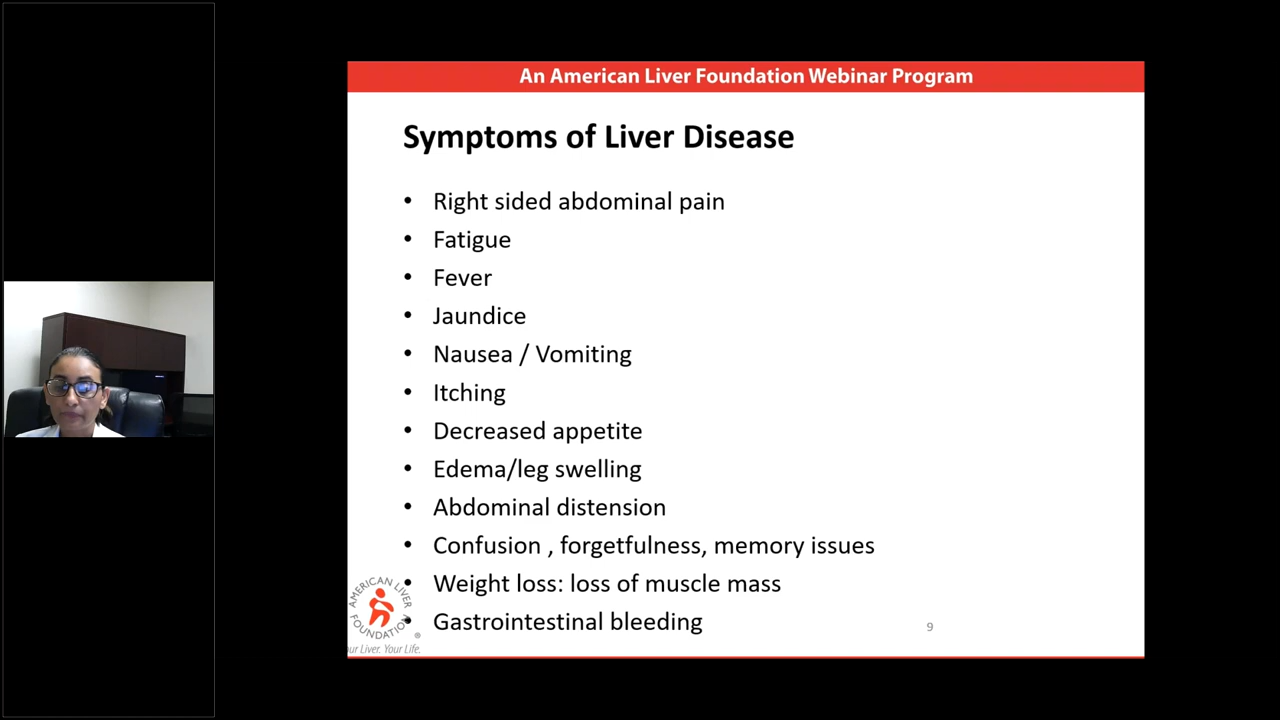 An American Liver Foundation Webinar Program
Symptoms of Liver Disease
• Right sided abdominal pain
• Fatigue
• Fever
• Jaundice
• Nausea / Vomiting
• Itching
• Decreased appetite
• Edema/leg swelling
• Abdominal distension
• Confusion , forgetfulness, memory issues
• Weight loss: loss of muscle mass
• Gastrointestinal bleeding
AMERICAN LIVER
FOUNDATION
®
ur Liver. Your Life.
9